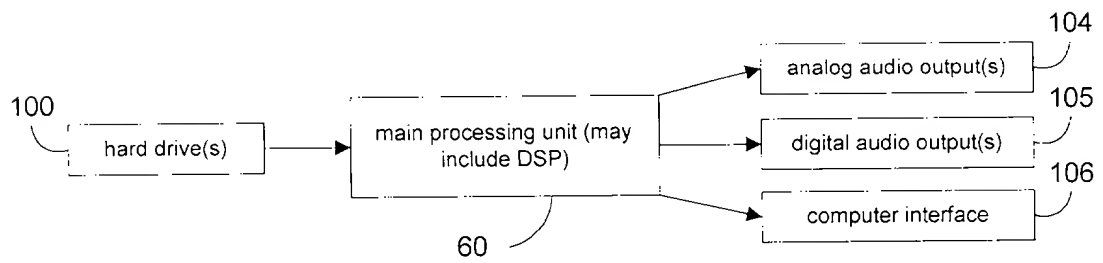 104
analog audio output(s)
100
hard drive(s)
main processing unit (may
include DSP)
105
digital audio output(s)
106
computer interface
60